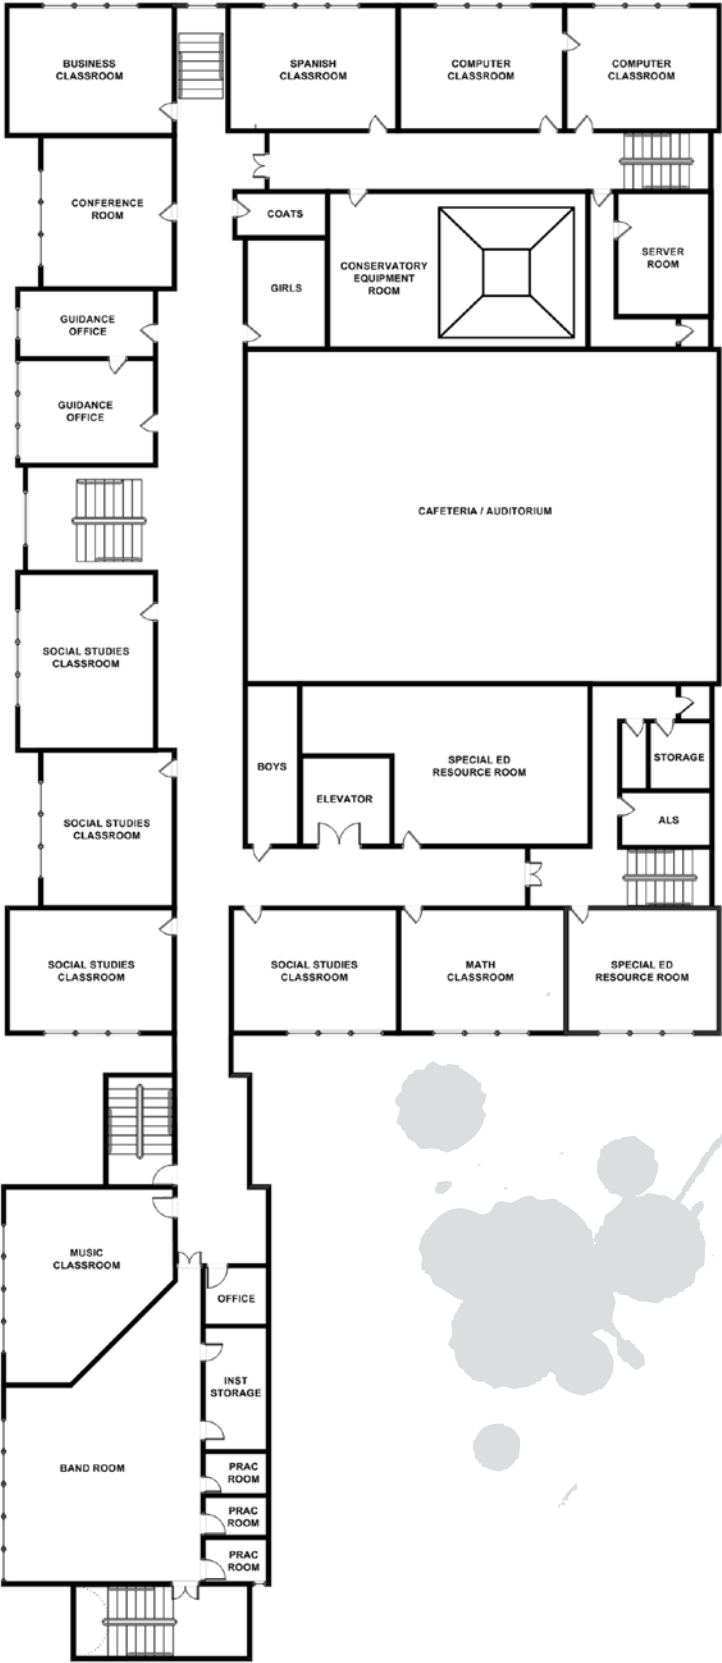 BUSINESS
CLASSROOM
SPANISH
CLASSROOM
COMPUTER
CLASSROOM
COMPUTER
CLASSROOM
CONFERENCE
ROOM
COATS
SERVER
ROOM
CONSERVATORY
EQUIPMENT
ROOM
GIRLS
GUIDANCE
OFFICE
GUIDANCE
OFFICE
CAFETERIA / AUDITORIUM
SOCIAL STUDIES
CLASSROOM
BOYS
SPECIAL ED
RESOURCE ROOM
STORAGE
ELEVATOR
ALS
SOCIAL STUDIES
CLASSROOM
SOCIAL STUDIES
CLASSROOM
SOCIAL STUDIES
CLASSROOM
MATH
CLASSROOM
SPECIAL ED
RESOURCE ROOM
MUSIC
CLASSROOM
OFFICE
INST
STORAGE
BAND ROOM
PRAC
ROOM
PRAC
ROOM
PRAC
ROOM